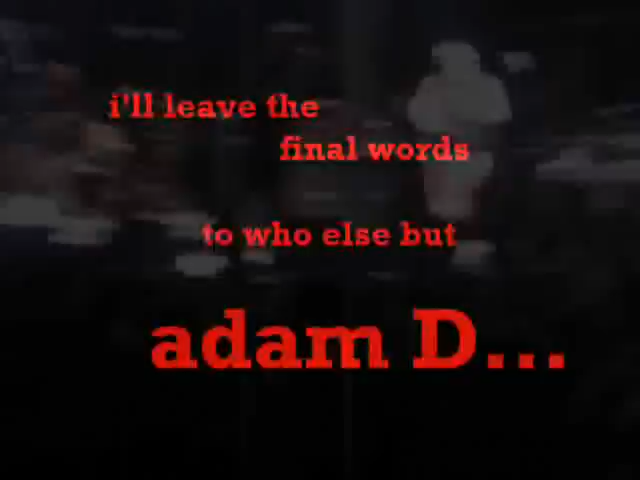 i'll leave the
final words
to who else but
adam D...